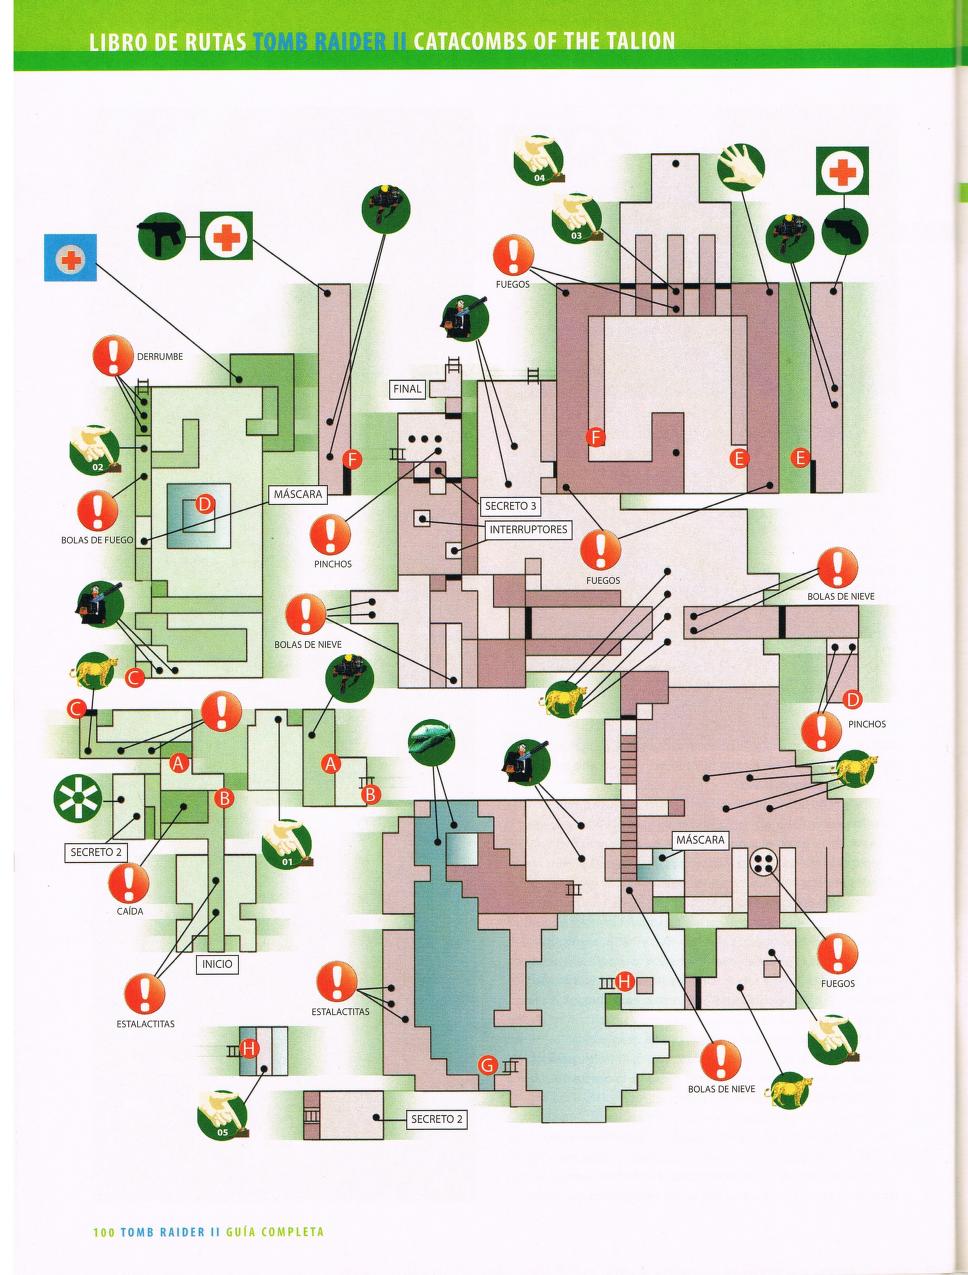 LIBRO DE RUTAS TOMB RAIDER II CATACOMBS OF THE TALION
04
03
FUEGOS
DERRUMBE
FINAL
02
F
F
E
E
MÁSCARA
D
SECRETO 3
INTERRUPTORES
BOLAS DE FUEGO
PINCHOS
FUEGOS
BOLAS DE NIEVE
BOLAS DE NIEVE
C
D
C
PINCHOS
A
A
B
B
SECRETO 2
01
MÁSCARA
CAÍDA
INICIO
H
FUEGOS
ESTALACTITAS
ESTALACTITAS
H
G
BOLAS DE NIEVE
05
SECRETO 2
100 TOMB RAIDER II GUÍA COMPLETA